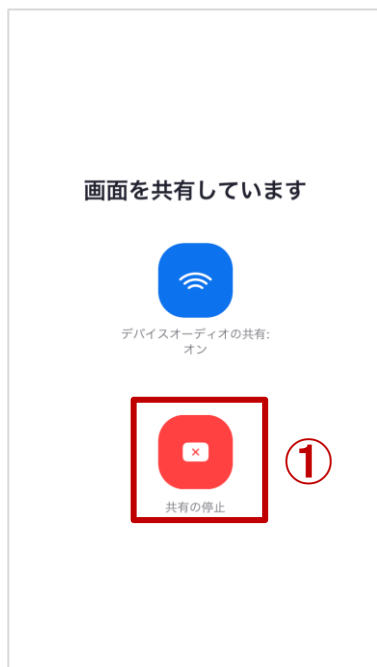 画面を共有しています
デバイスオーディオの共有:
オン
①
共有の停止